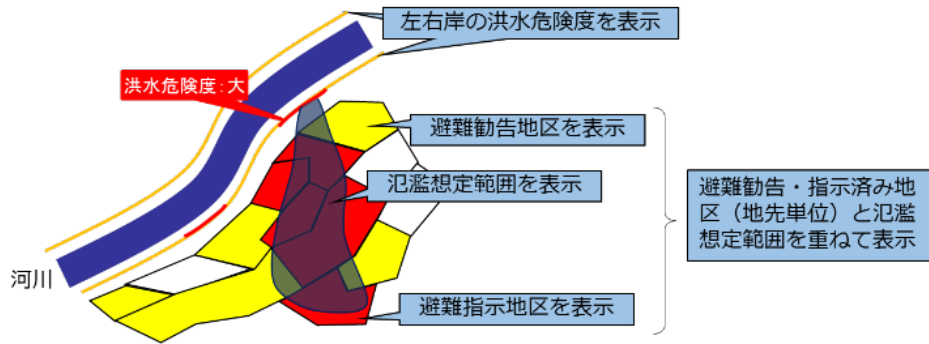 左右岸の洪水危険度を表示
洪水危険度：大
避難勧告地区を表示
氾濫想定範囲を表示
避難勧告・指示済み地
区（地先単位）と氾濫
想定範囲を重ねて表示
河川
避難指示地区を表示